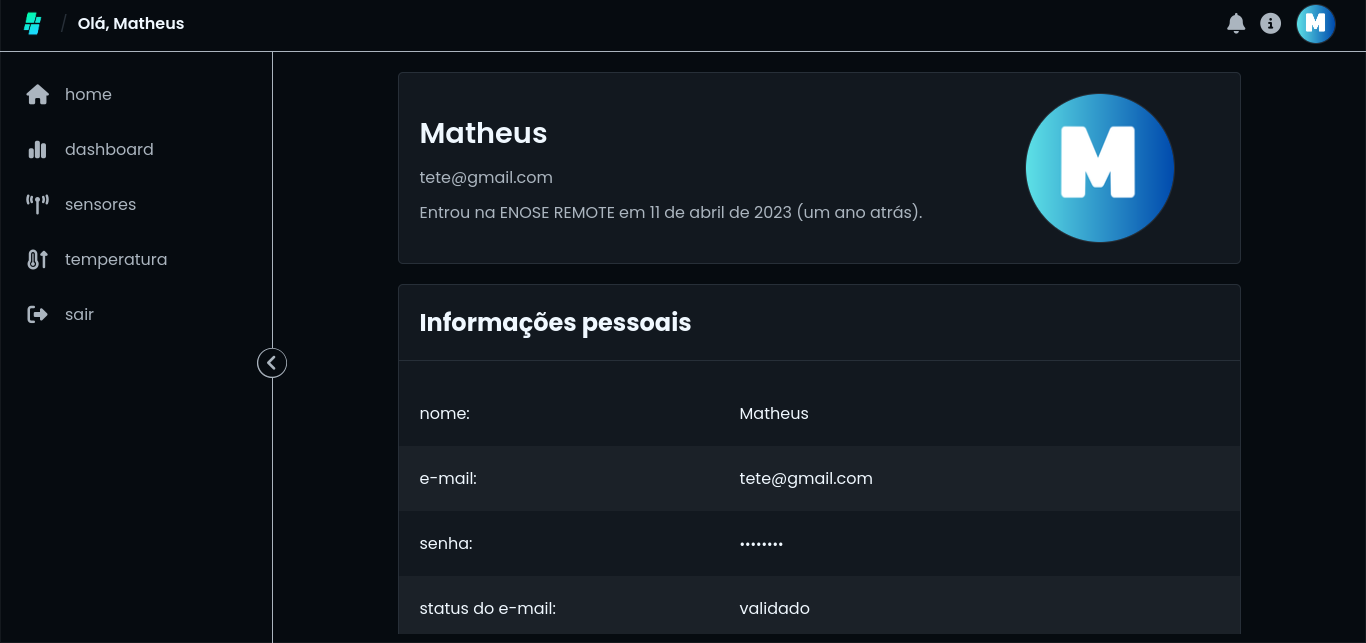 / Olá, Matheus
M
home
dashboard
sensores
temperatura
sair
Matheus
tete@gmail.com
Entrou na ENOSE REMOTE em 11 de abril de 2023 (um ano atrás).
M
Informações pessoais
nome: Matheus
e-mail: tete@gmail.com
senha: ••••••••
status do e-mail: validado